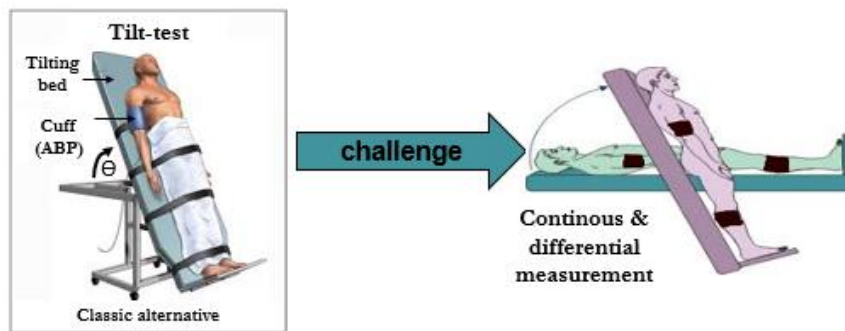 Tilt-test
Tilting
bed
Cuff
(ABP)
Θ
Classic alternative
challenge
Continous &
differential
measurement